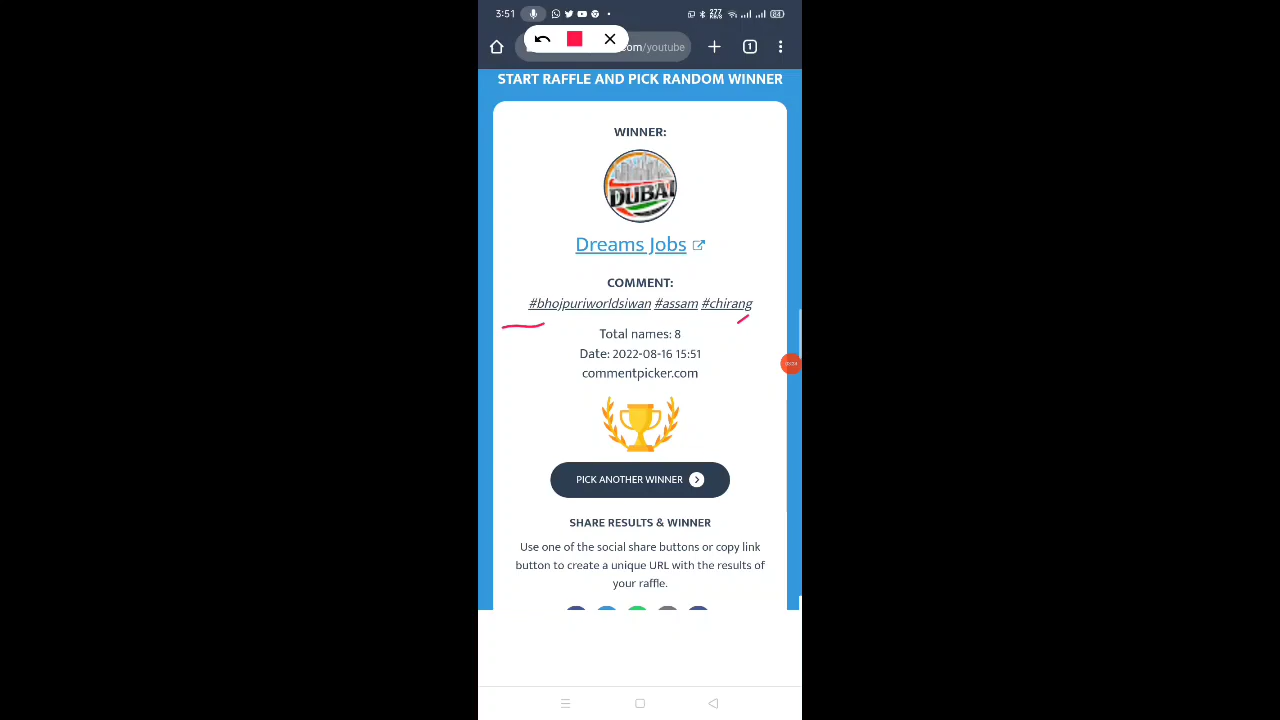 3:51
om/youtube
1
START RAFFLE AND PICK RANDOM WINNER
WINNER:
DUBAI
Dreams Jobs
COMMENT:
#bhojpuriworldsiwan #assam #chirang
Total names: 8
Date: 2022-08-16 15:51
commentpicker.com
PICK ANOTHER WINNER
SHARE RESULTS & WINNER
Use one of the social share buttons or copy link
button to create a unique URL with the results of
your raffle.